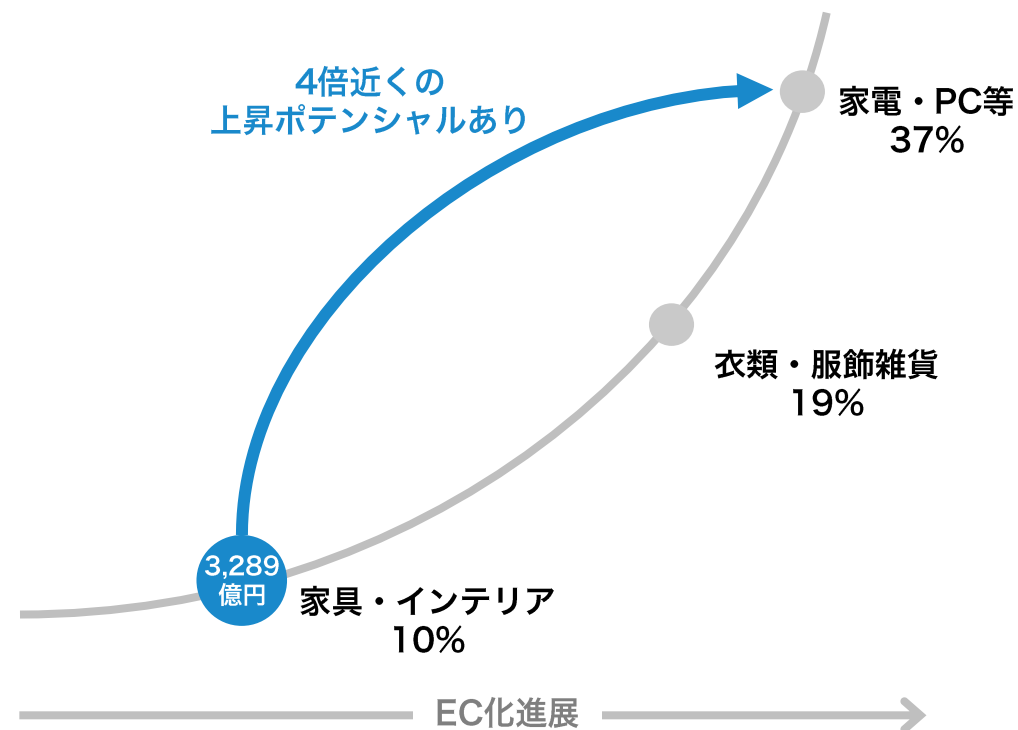 4倍近くの
上昇ポテンシャルあり
家電・PC等
37%
衣類・服飾雑貨
19%
3,289
億円
家具・インテリア
10%
EC化進展